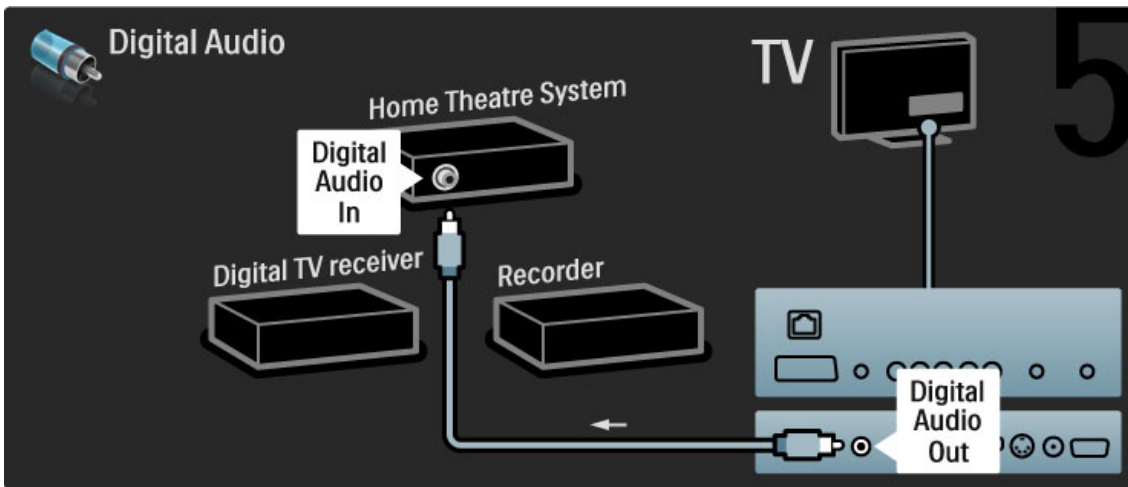 Digital Audio
TV
5
Home Theatre System
Digital
Audio
In
Digital TV receiver
Recorder
Digital
Audio
Out